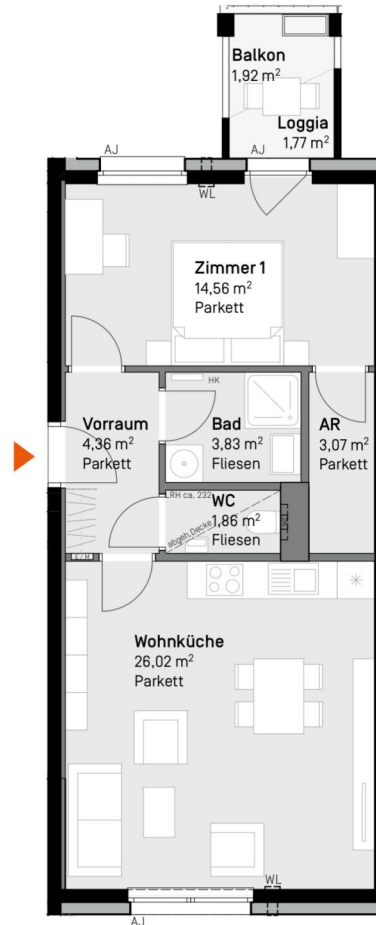 Balkon
1,92 m²
Loggia
1,77 m²
AJ
AJ
WL
Zimmer 1
14,56 m²
Parkett
HK
Vorraum
4,36 m²
Parkett
Bad
3,83 m²
Fliesen
AR
3,07 m²
Parkett
LRH ca. 232
WC
1,86 m²
Fliesen
abgeh. Decke
Wohnküche
26,02 m²
Parkett
WL
AJ